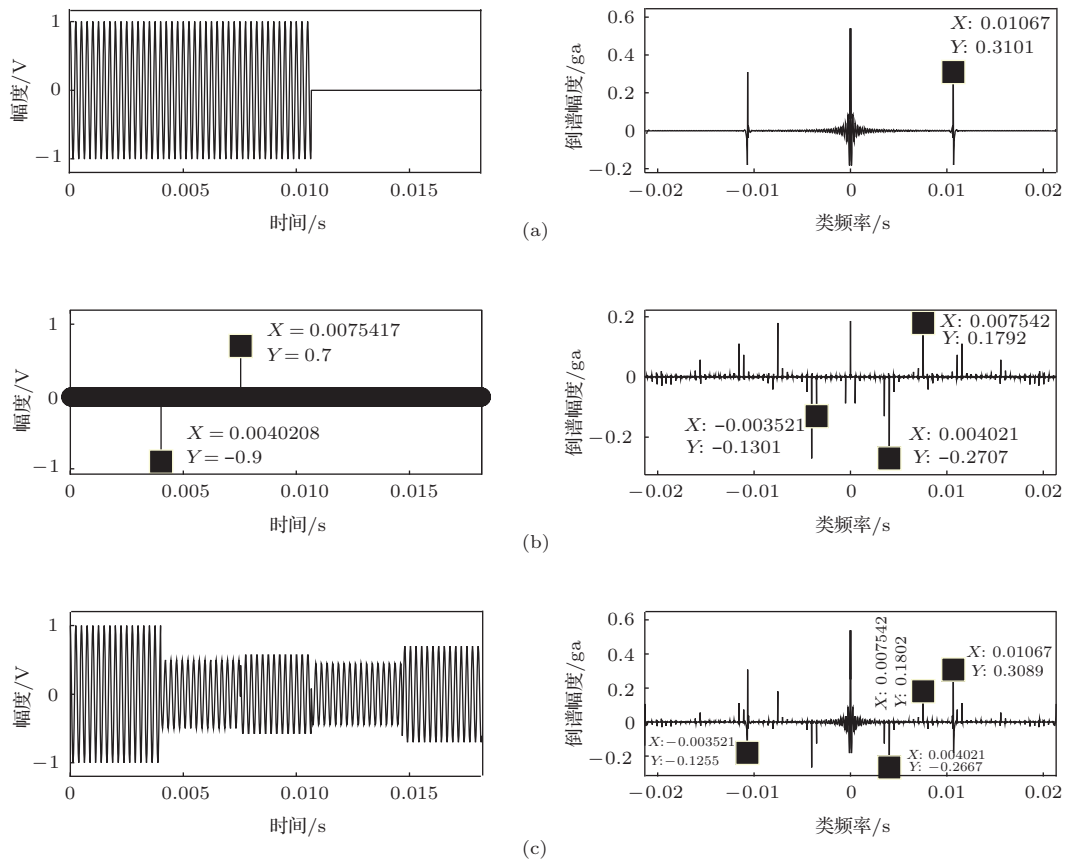 1
0
−1
幅度/V
0
0.005
0.010
0.015
时间/s
0.6
0.4
0.2
0
−0.2
倒谱幅度/ga
X: 0.01067
Y: 0.3101
−0.02
−0.01
0
0.01
0.02
类频率/s
(a)
1
0
−1
幅度/V
X = 0.0075417
Y = 0.7
X = 0.0040208
Y = −0.9
0
0.005
0.010
0.015
时间/s
0.2
0
−0.2
倒谱幅度/ga
X: 0.007542
Y: 0.1792
X: −0.003521
Y: −0.1301
X: 0.004021
Y: −0.2707
−0.02
−0.01
0
0.01
0.02
类频率/s
(b)
1
0
−1
幅度/V
0
0.005
0.010
0.015
时间/s
0.6
0.4
0.2
0
−0.2
倒谱幅度/ga
X: 0.007542
Y: 0.1802
X: 0.01067
Y: 0.3089
X:−0.003521
Y:−0.1255
X: 0.004021
Y: −0.2667
−0.02
−0.01
0
0.01
0.02
类频率/s
(c)